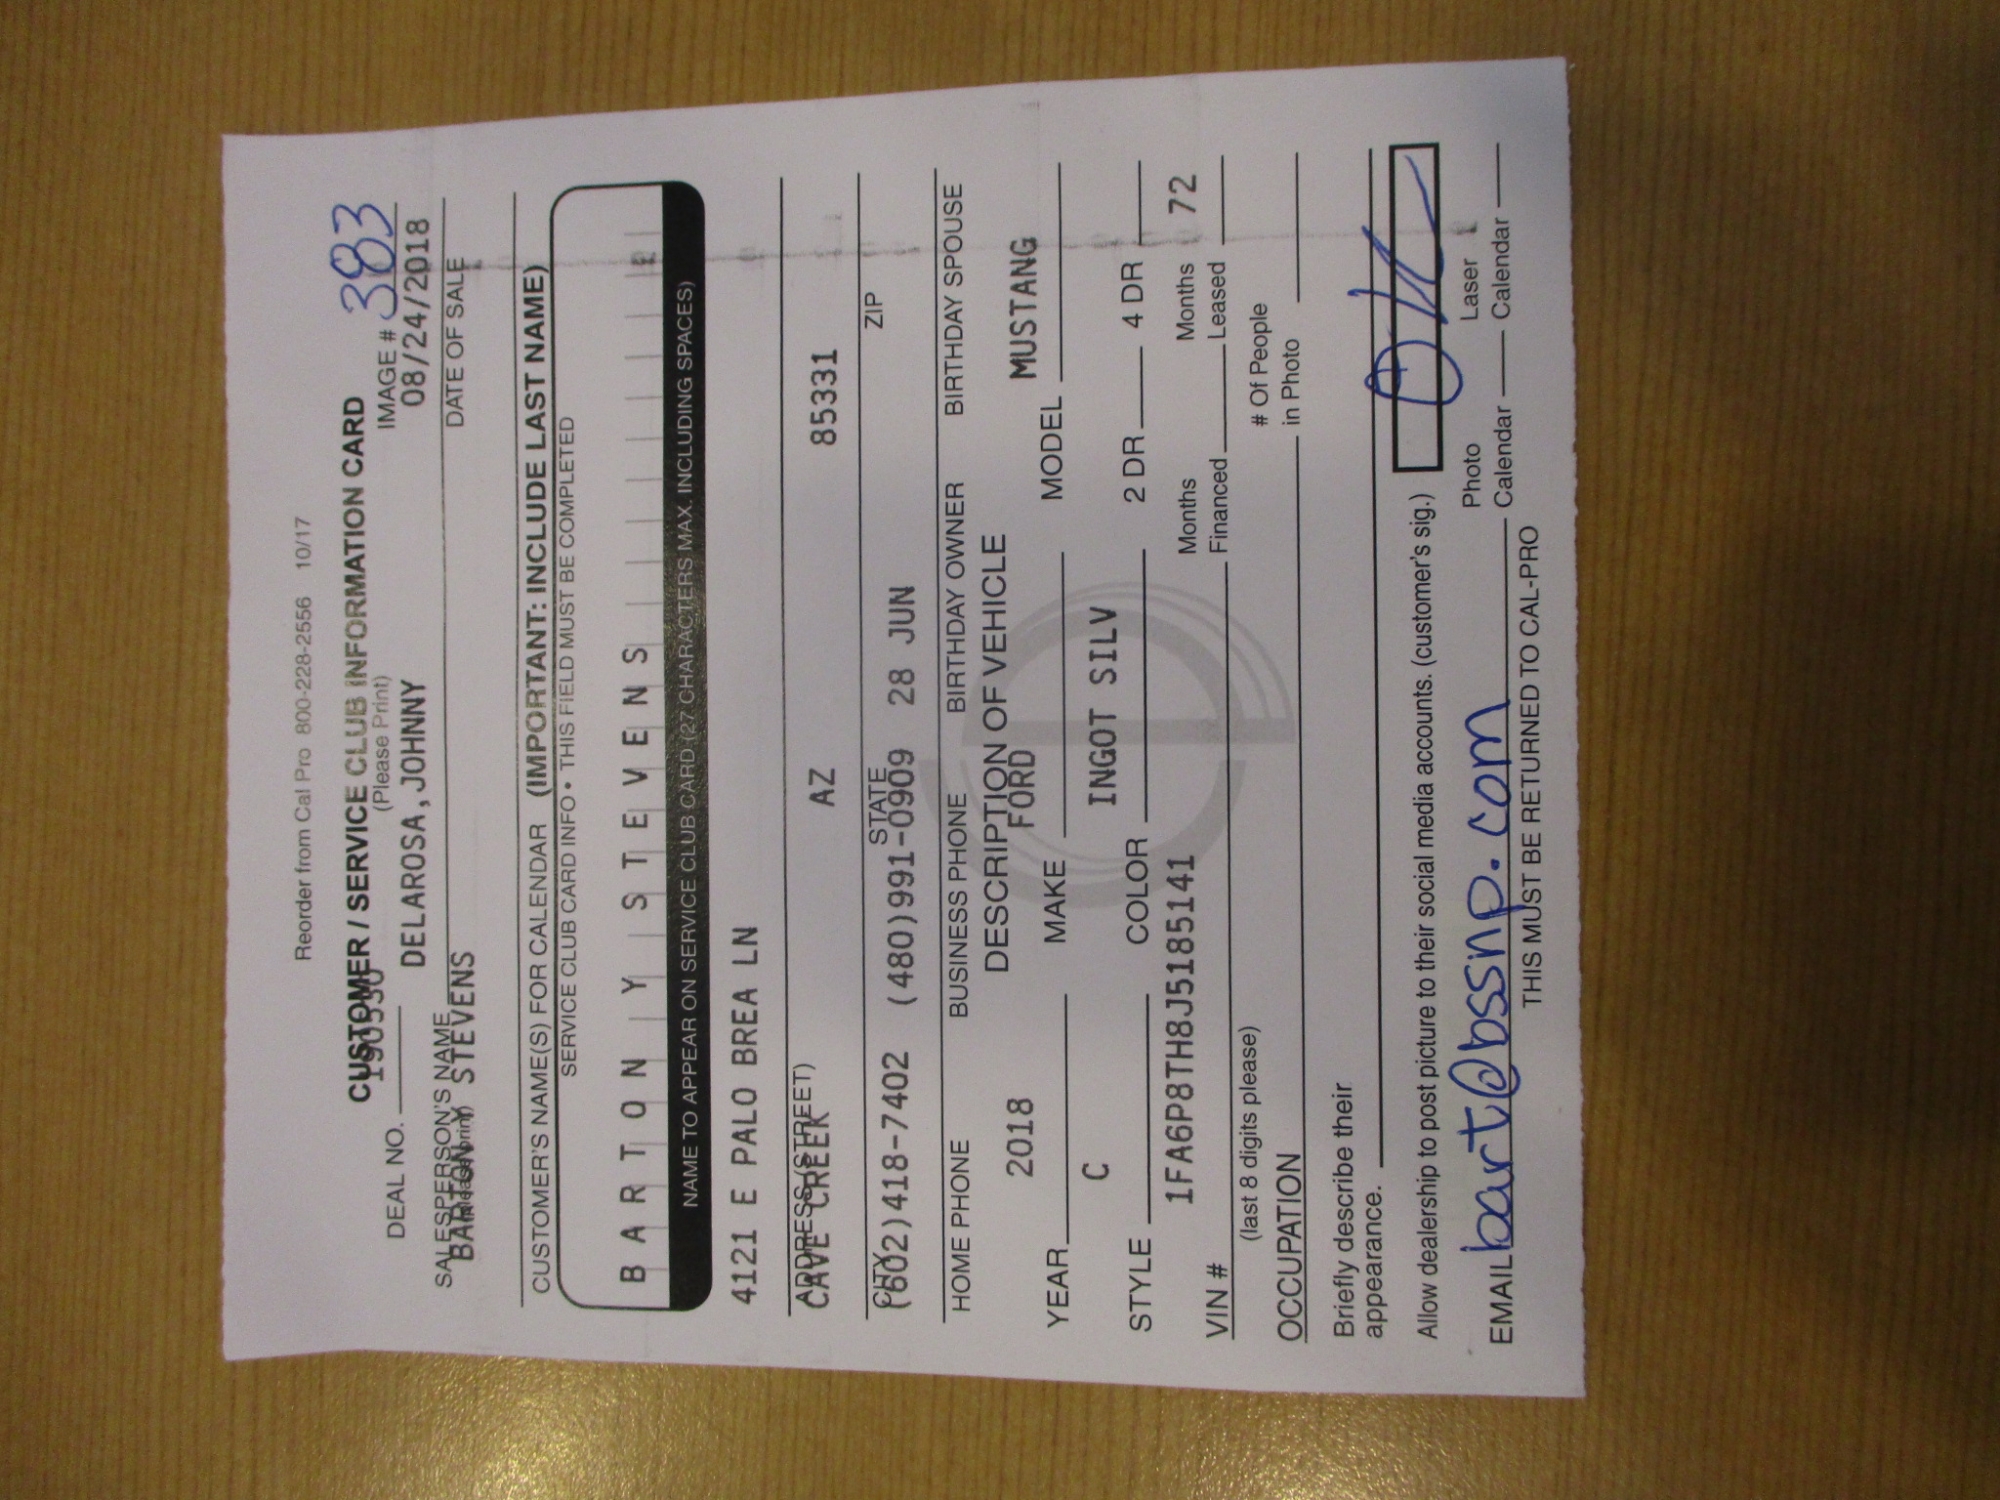 Reorder from Cal Pro 800-228-2556 10/17
CUSTOMER / SERVICE CLUB INFORMATION CARD
(Please Print)
DEAL NO. IMAGE # 383
DELAROSA,JOHNNY 08/24/2018
SALESPERSON'S NAME DATE OF SALE
BARTON Y STEVENS
CUSTOMER'S NAME(S) FOR CALENDAR (IMPORTANT: INCLUDE LAST NAME)
SERVICE CLUB CARD INFO • THIS FIELD MUST BE COMPLETED
BARTON Y STEVENS
NAME TO APPEAR ON SERVICE CLUB CARD (27 CHARACTERS MAX. INCLUDING SPACES)
4121 E PALO BREA LN
ADDRESS (STREET)
CAVE CREEK AZ 85331
CITY STATE ZIP
(602)418-7402 (480)991-0909 28 JUN
HOME PHONE BUSINESS PHONE BIRTHDAY OWNER BIRTHDAY SPOUSE
DESCRIPTION OF VEHICLE
2018 FORD MUSTANG
YEAR MAKE MODEL
C INGOT SILV
STYLE COLOR 2 DR 4 DR
1FA6P8TH8J5185141 Months Months 72
VIN # Financed Leased
(last 8 digits please) # Of People
OCCUPATION in Photo
Briefly describe their
appearance.
Allow dealership to post picture to their social media accounts. (customer's sig.)
Photo Laser
EMAIL bart@bssnp.com Calendar Calendar
THIS MUST BE RETURNED TO CAL-PRO